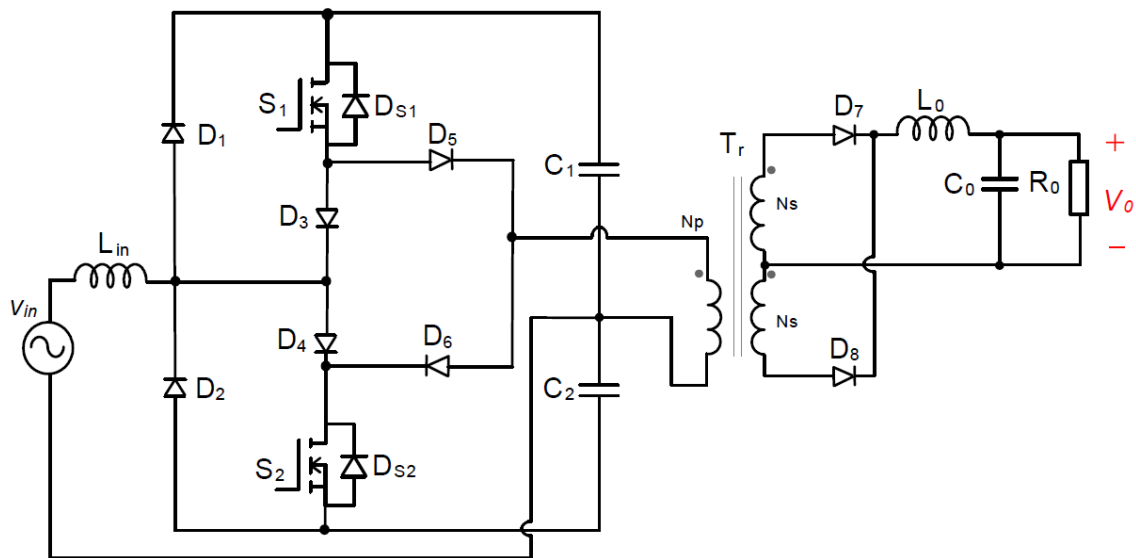 S1
DS1
D1
D5
C1
D3
Lin
Vin
D4
D6
D2
C2
S2
DS2
Tr
Np
Ns
Ns
D7
L0
C0
R0
+
V0
−
D8